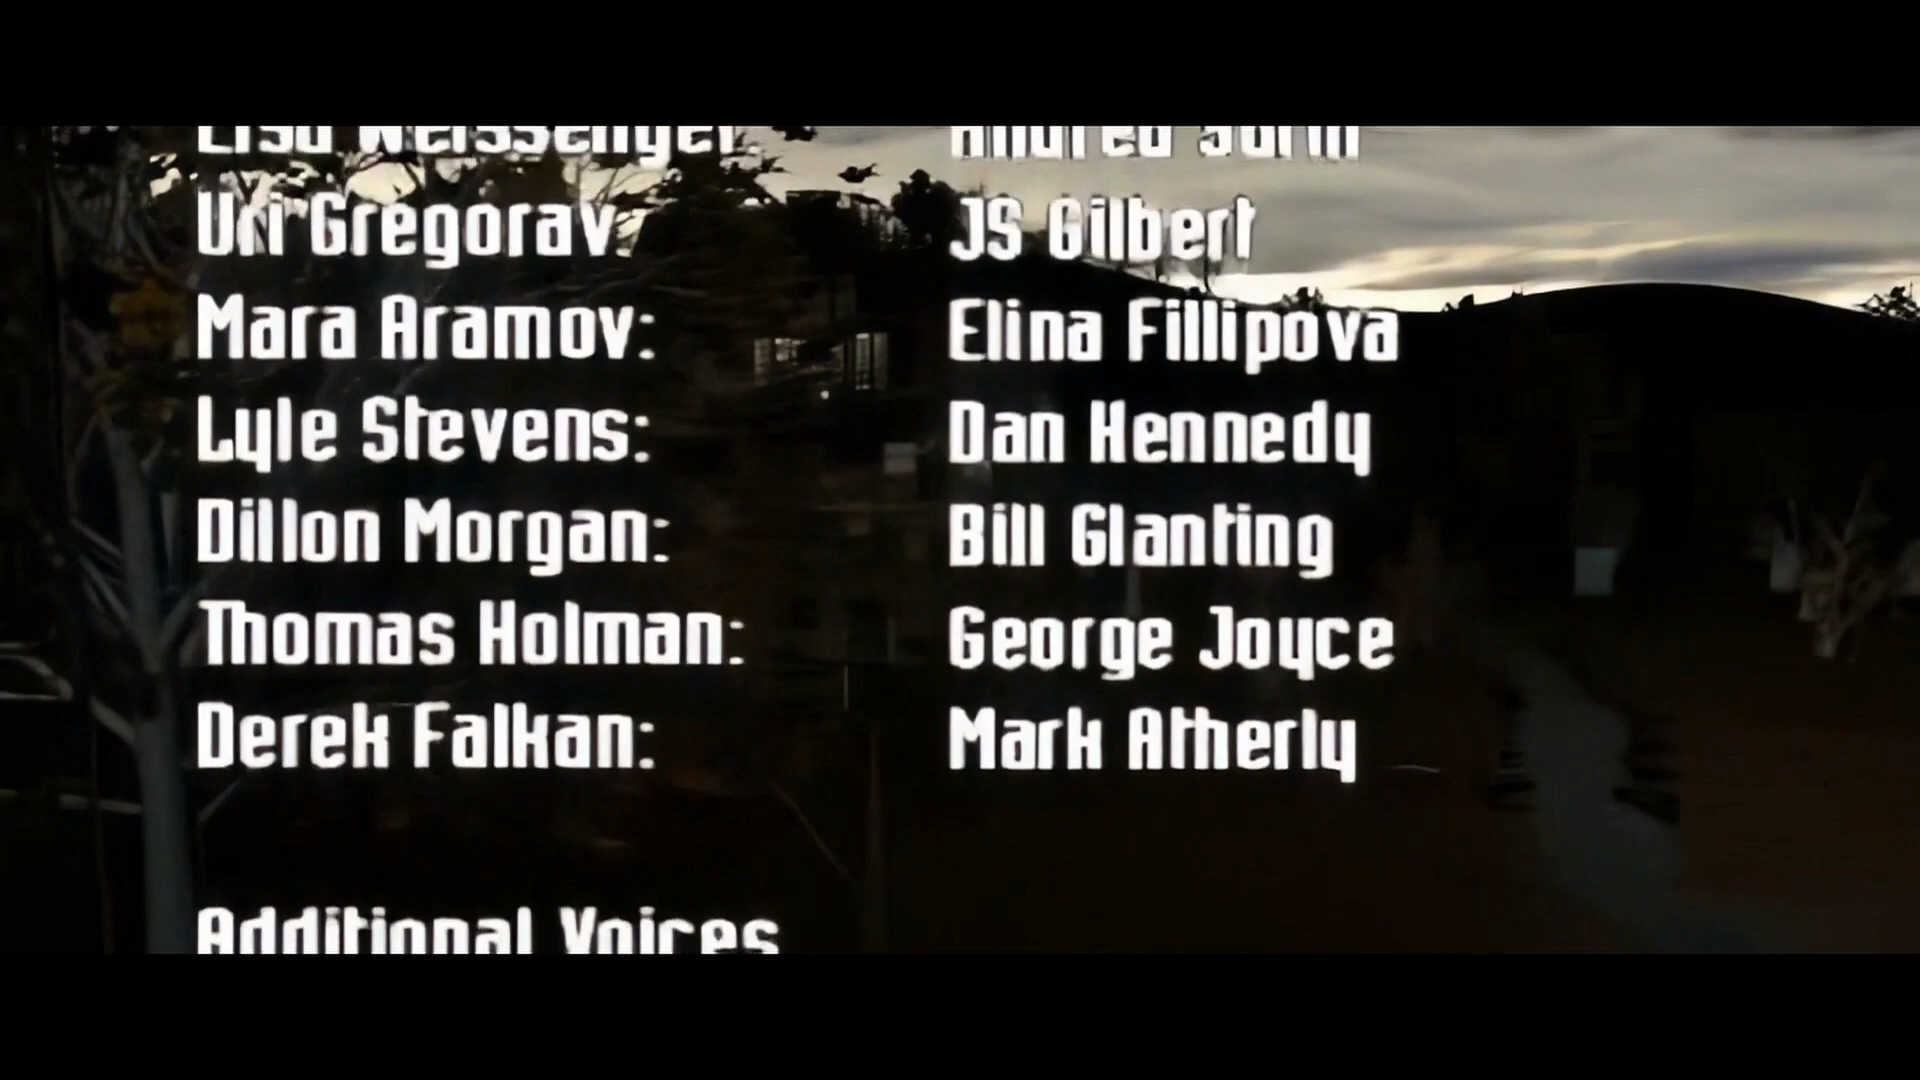 Uri Gregorav: JS Gilbert
Mara Aramov: Elina Fillipova
Lyle Stevens: Dan Kennedy
Dillon Morgan: Bill Glanting
Thomas Holman: George Joyce
Derek Falkan: Mark Atherly
Additional Voices